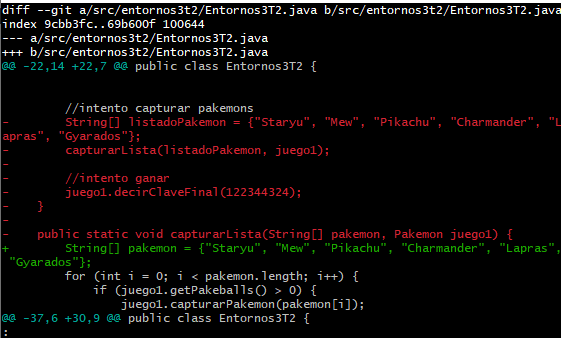 diff --git a/src/entornos3t2/Entornos3T2.java b/src/entornos3t2/Entornos3T2.java
index 9cbb3fc..69b600f 100644
--- a/src/entornos3t2/Entornos3T2.java
+++ b/src/entornos3t2/Entornos3T2.java
@@ -22,14 +22,7 @@ public class Entornos3T2 {
        //intento capturar pakemons
-        String[] listadoPakemon = {"Staryu", "Mew", "Pikachu", "Charmander", "L
apras", "Gyarados"};
-        capturarLista(listadoPakemon, juego1);
-
-        //intento ganar
-        juego1.decirClaveFinal(122344324);
-    }
-
-    public static void capturarLista(String[] pakemon, Pakemon juego1) {
+        String[] pakemon = {"Staryu", "Mew", "Pikachu", "Charmander", "Lapras",
 "Gyarados"};
         for (int i = 0; i < pakemon.length; i++) {
             if (juego1.getPakeballs() > 0) {
                 juego1.capturarPakemon(pakemon[i]);
@@ -37,6 +30,9 @@ public class Entornos3T2 {
: